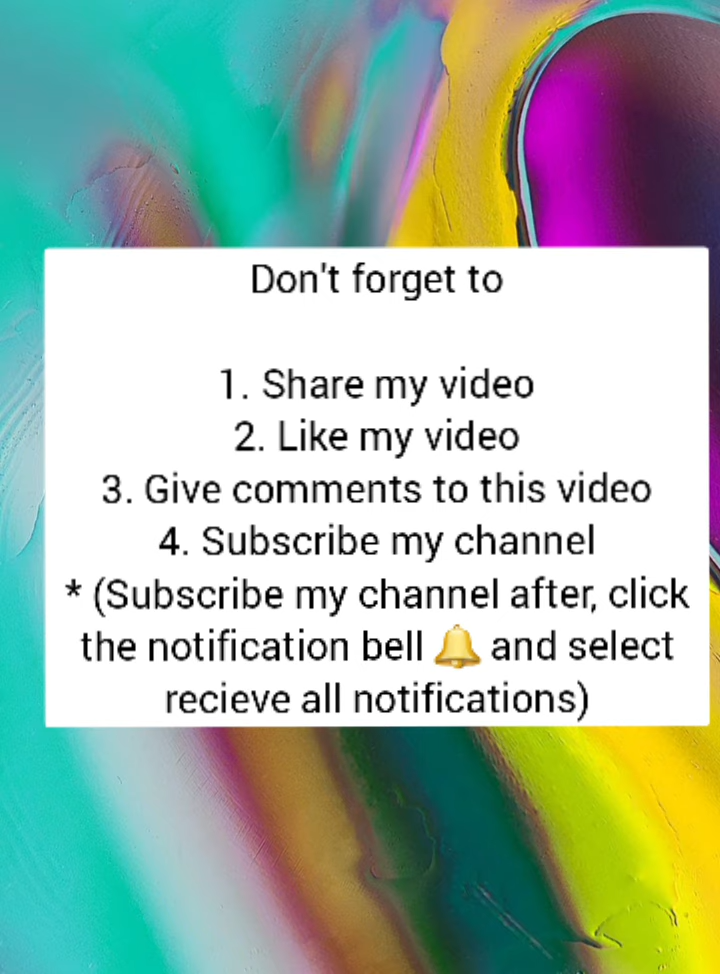 Don't forget to
1. Share my video
2. Like my video
3. Give comments to this video
4. Subscribe my channel
* (Subscribe my channel after, click
the notification bell 🔔 and select
recieve all notifications)